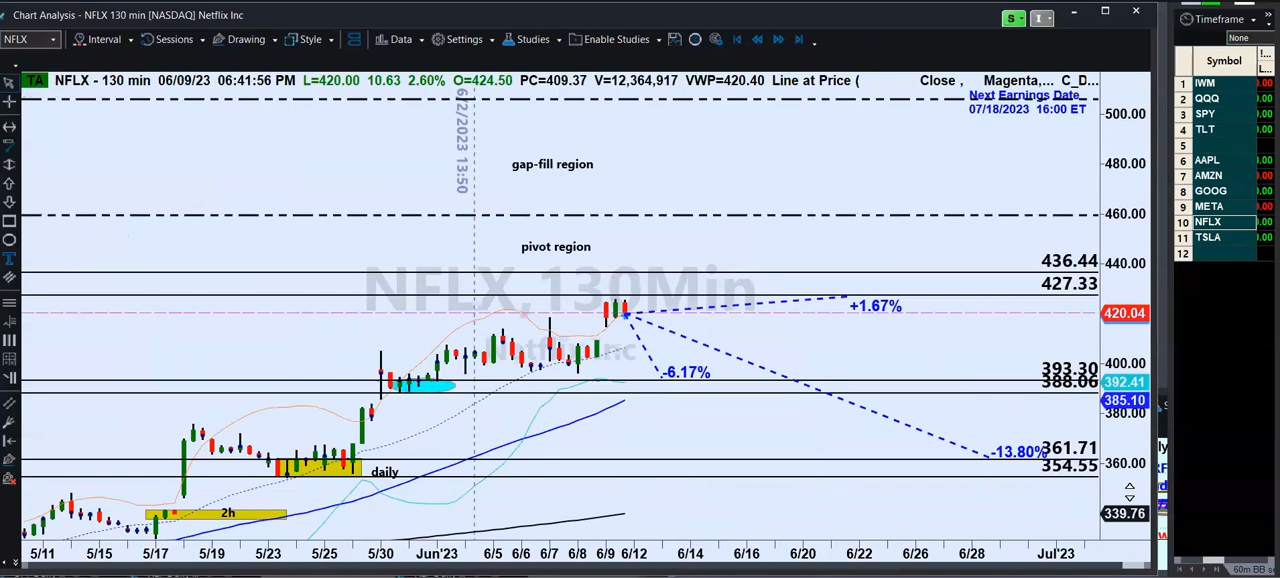 Chart Analysis - NFLX 130 min [NASDAQ] Netflix Inc
S
I
NFLX
Interval
Sessions
Drawing
Style
Data
Settings
Studies
Enable Studies
TA NFLX - 130 min 06/09/23 06:41:56 PM L=420.00 10.63 2.60% O=424.50 PC=409.37 V=12,364,917 VWP=420.40 Line at Price ( Close , Magenta,... C_D...
Next Earnings Date
07/18/2023 16:00 ET
6/2/2023 13:50
gap-fill region
pivot region
NFLX,130Min
Netflix Inc
436.44
427.33
+1.67%
-6.17%
393.30
388.06
-13.80%
361.71
354.55
daily
2h
500.00
480.00
460.00
440.00
420.04
400.00
392.41
385.10
380.00
360.00
339.76
5/11
5/15
5/17
5/19
5/23
5/25
5/30
Jun'23
6/5
6/6
6/7
6/8
6/9
6/12
6/14
6/16
6/20
6/22
6/26
6/28
Jul'23
Timeframe
None
Symbol
1 IWM
2 QQQ
3 SPY
4 TLT
5
6 AAPL
7 AMZN
8 GOOG
9 META
10 NFLX
11 TSLA
12
60m BB